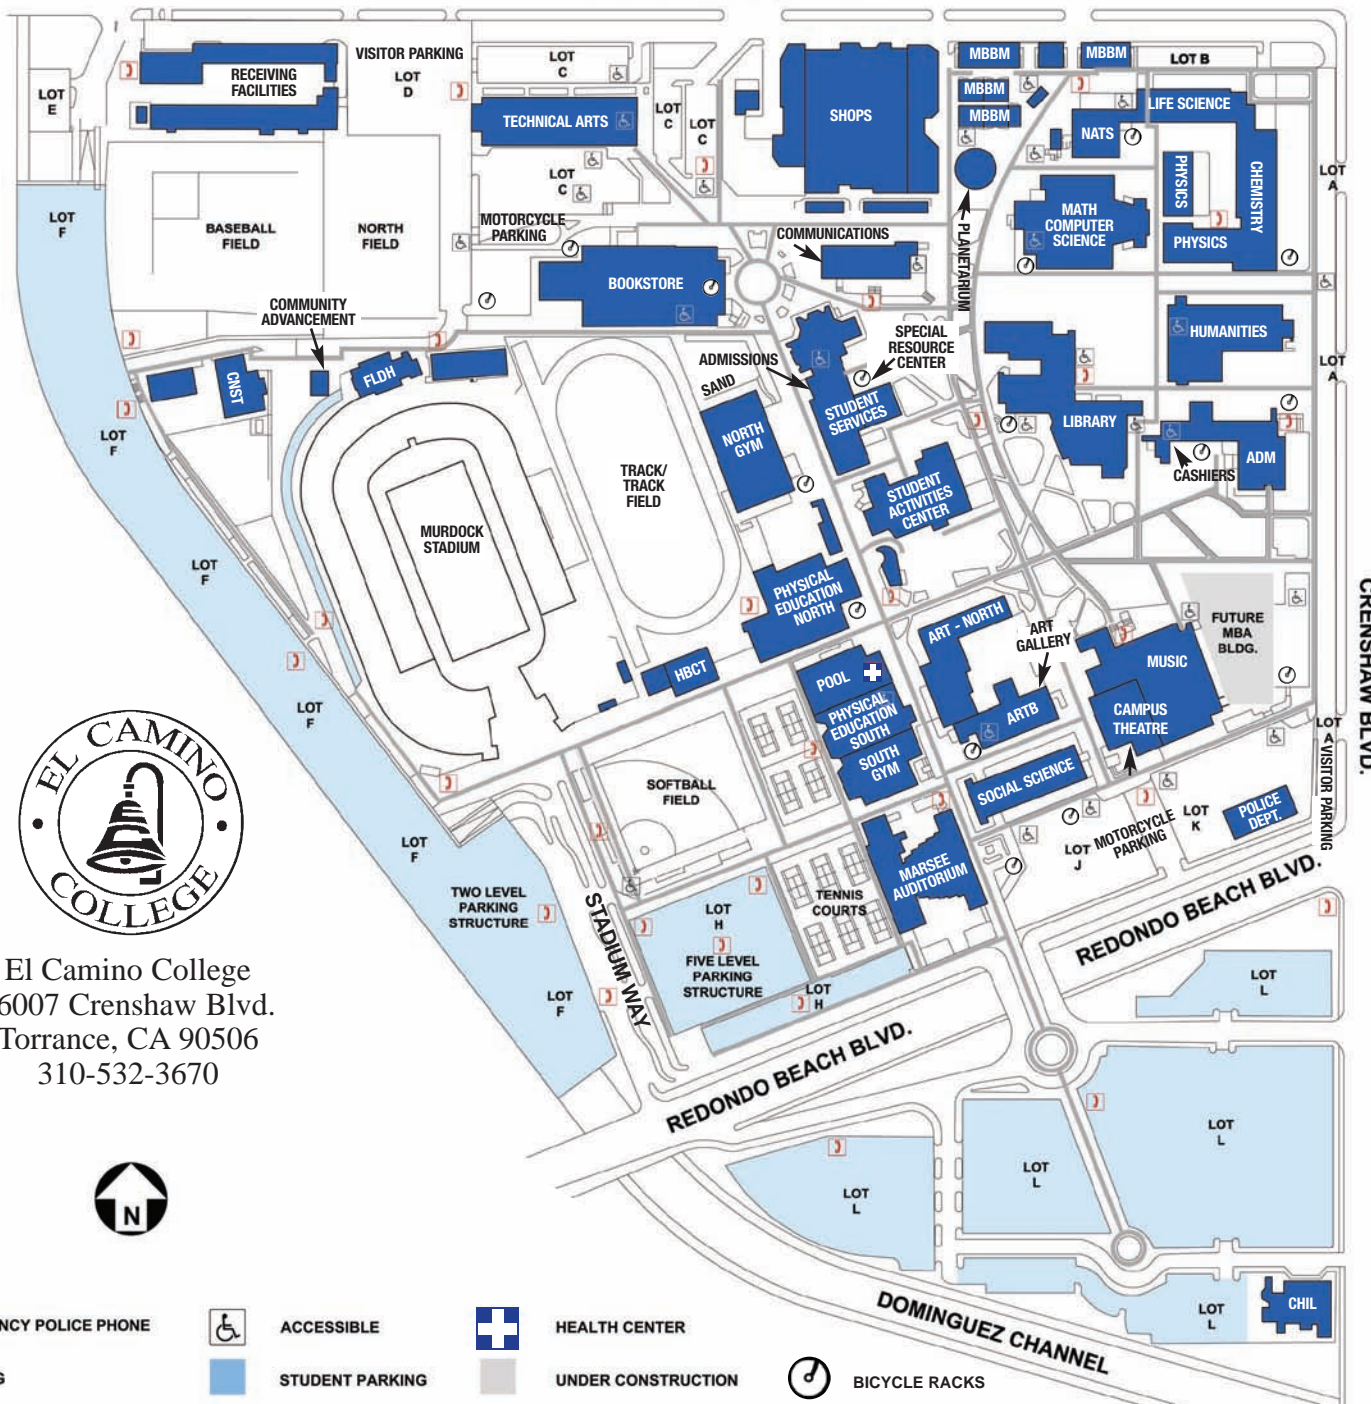 VISITOR PARKING
LOT
D
LOT
C
MBBM
MBBM
LOT B
RECEIVING
FACILITIES
LOT
E
MBBM
MBBM
LIFE SCIENCE
TECHNICAL ARTS
LOT
C
LOT
C
SHOPS
NATS
PHYSICS
CHEMISTRY
LOT
A
LOT
C
LOT
F
BASEBALL
FIELD
NORTH
FIELD
MOTORCYCLE
PARKING
COMMUNICATIONS
PLANETARIUM
MATH
COMPUTER
SCIENCE
PHYSICS
BOOKSTORE
COMMUNITY
ADVANCEMENT
SPECIAL
RESOURCE
CENTER
HUMANITIES
ADMISSIONS
LOT
A
CNST
FLDH
SAND
STUDENT
SERVICES
LIBRARY
NORTH
GYM
LOT
F
CASHIERS
ADM
TRACK/
TRACK
FIELD
STUDENT
ACTIVITIES
CENTER
MURDOCK
STADIUM
LOT
F
PHYSICAL
EDUCATION
NORTH
ART - NORTH
ART
GALLERY
FUTURE
MBA
BLDG.
CRENSHAW BLVD.
MUSIC
HBCT
POOL
PHYSICAL
EDUCATION
SOUTH
ARTB
CAMPUS
THEATRE
LOT
F
LOT
A VISITOR PARKING
SOUTH
GYM
SOCIAL SCIENCE
SOFTBALL
FIELD
EL CAMINO
COLLEGE
MOTORCYCLE
PARKING
LOT
K
POLICE
DEPT.
LOT
J
LOT
F
MARSEE
AUDITORIUM
TWO LEVEL
PARKING
STRUCTURE
STADIUM WAY
LOT
H
TENNIS
COURTS
REDONDO BEACH BLVD.
FIVE LEVEL
PARKING
STRUCTURE
LOT
H
LOT
L
LOT
F
El Camino College
6007 Crenshaw Blvd.
Torrance, CA 90506
310-532-3670
REDONDO BEACH BLVD.
LOT
L
LOT
L
LOT
L
N
DOMINGUEZ CHANNEL
LOT
L
CHIL
NCY POLICE PHONE
ACCESSIBLE
HEALTH CENTER
G
STUDENT PARKING
UNDER CONSTRUCTION
BICYCLE RACKS